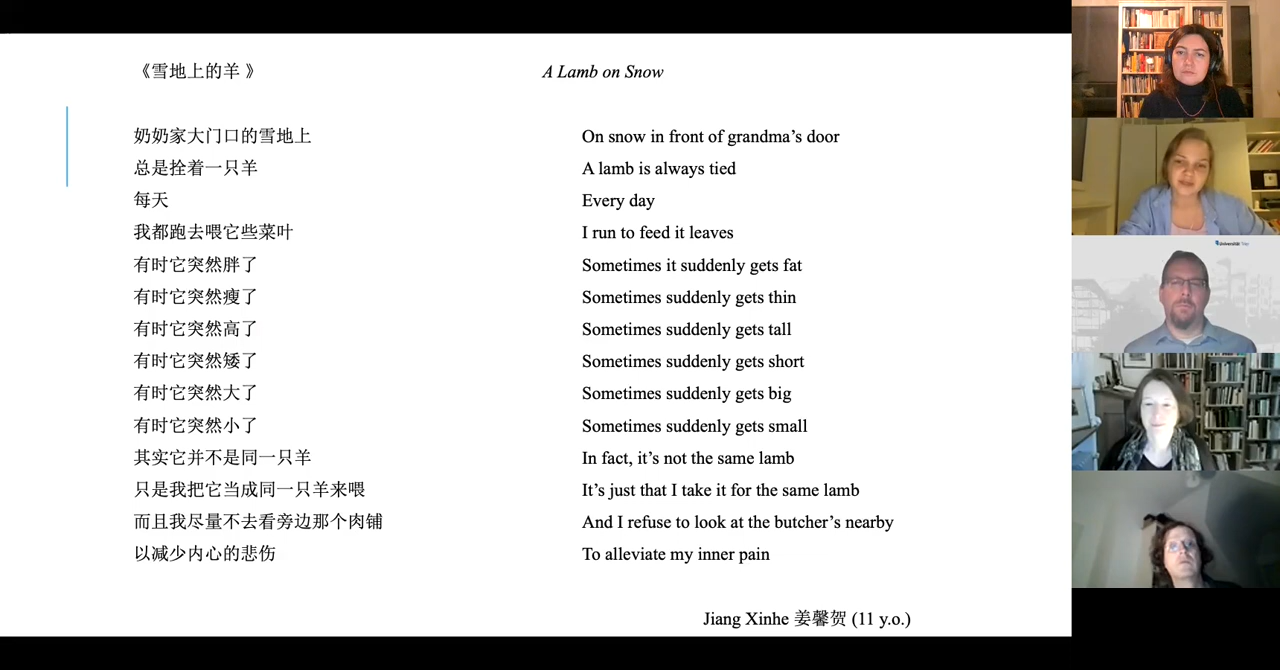 《雪地上的羊 》
奶奶家大门口的雪地上
总是拴着一只羊
每天
我都跑去喂它些菜叶
有时它突然胖了
有时它突然瘦了
有时它突然高了
有时它突然矮了
有时它突然大了
有时它突然小了
其实它并不是同一只羊
只是我把它当成同一只羊来喂
而且我尽量不去看旁边那个肉铺
以减少内心的悲伤
A Lamb on Snow
On snow in front of grandma’s door
A lamb is always tied
Every day
I run to feed it leaves
Sometimes it suddenly gets fat
Sometimes suddenly gets thin
Sometimes suddenly gets tall
Sometimes suddenly gets short
Sometimes suddenly gets big
Sometimes suddenly gets small
In fact, it’s not the same lamb
It’s just that I take it for the same lamb
And I refuse to look at the butcher’s nearby
To alleviate my inner pain
Jiang Xinhe 姜馨贺 (11 y.o.)
Universität